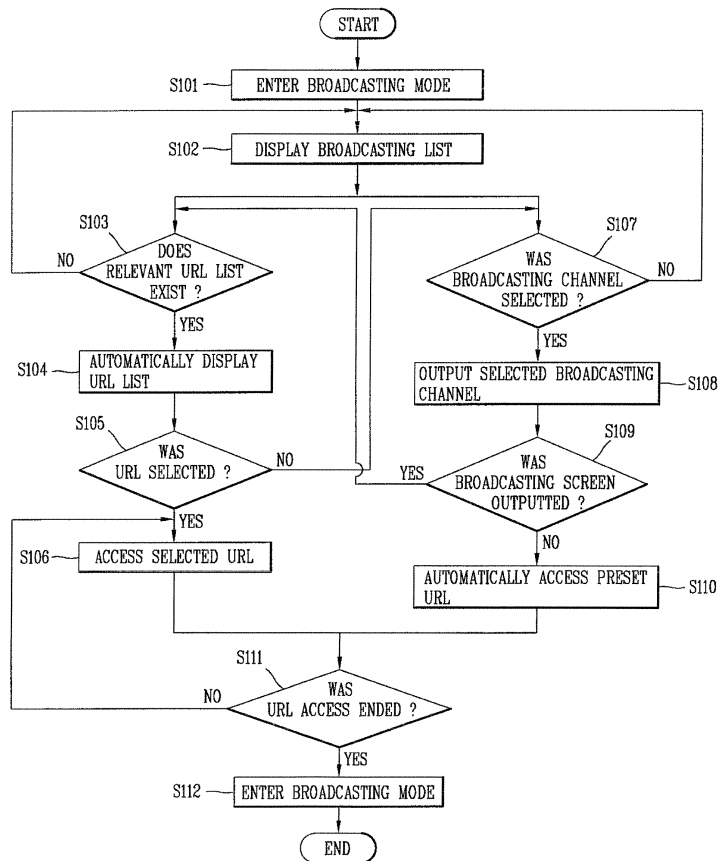 START
S101
ENTER BROADCASTING MODE
S102
DISPLAY BROADCASTING LIST
S103
DOES
RELEVANT URL LIST
EXIST ?
NO
YES
S107
WAS
BROADCASTING CHANNEL
SELECTED ?
NO
YES
S104
AUTOMATICALLY DISPLAY
URL LIST
OUTPUT SELECTED BROADCASTING
CHANNEL
S108
S105
WAS
URL SELECTED ?
NO
YES
S109
WAS
BROADCASTING SCREEN
OUTPUTTED ?
YES
NO
S106
ACCESS SELECTED URL
AUTOMATICALLY ACCESS PRESET
URL
S110
S111
WAS
URL ACCESS ENDED ?
NO
YES
S112
ENTER BROADCASTING MODE
END